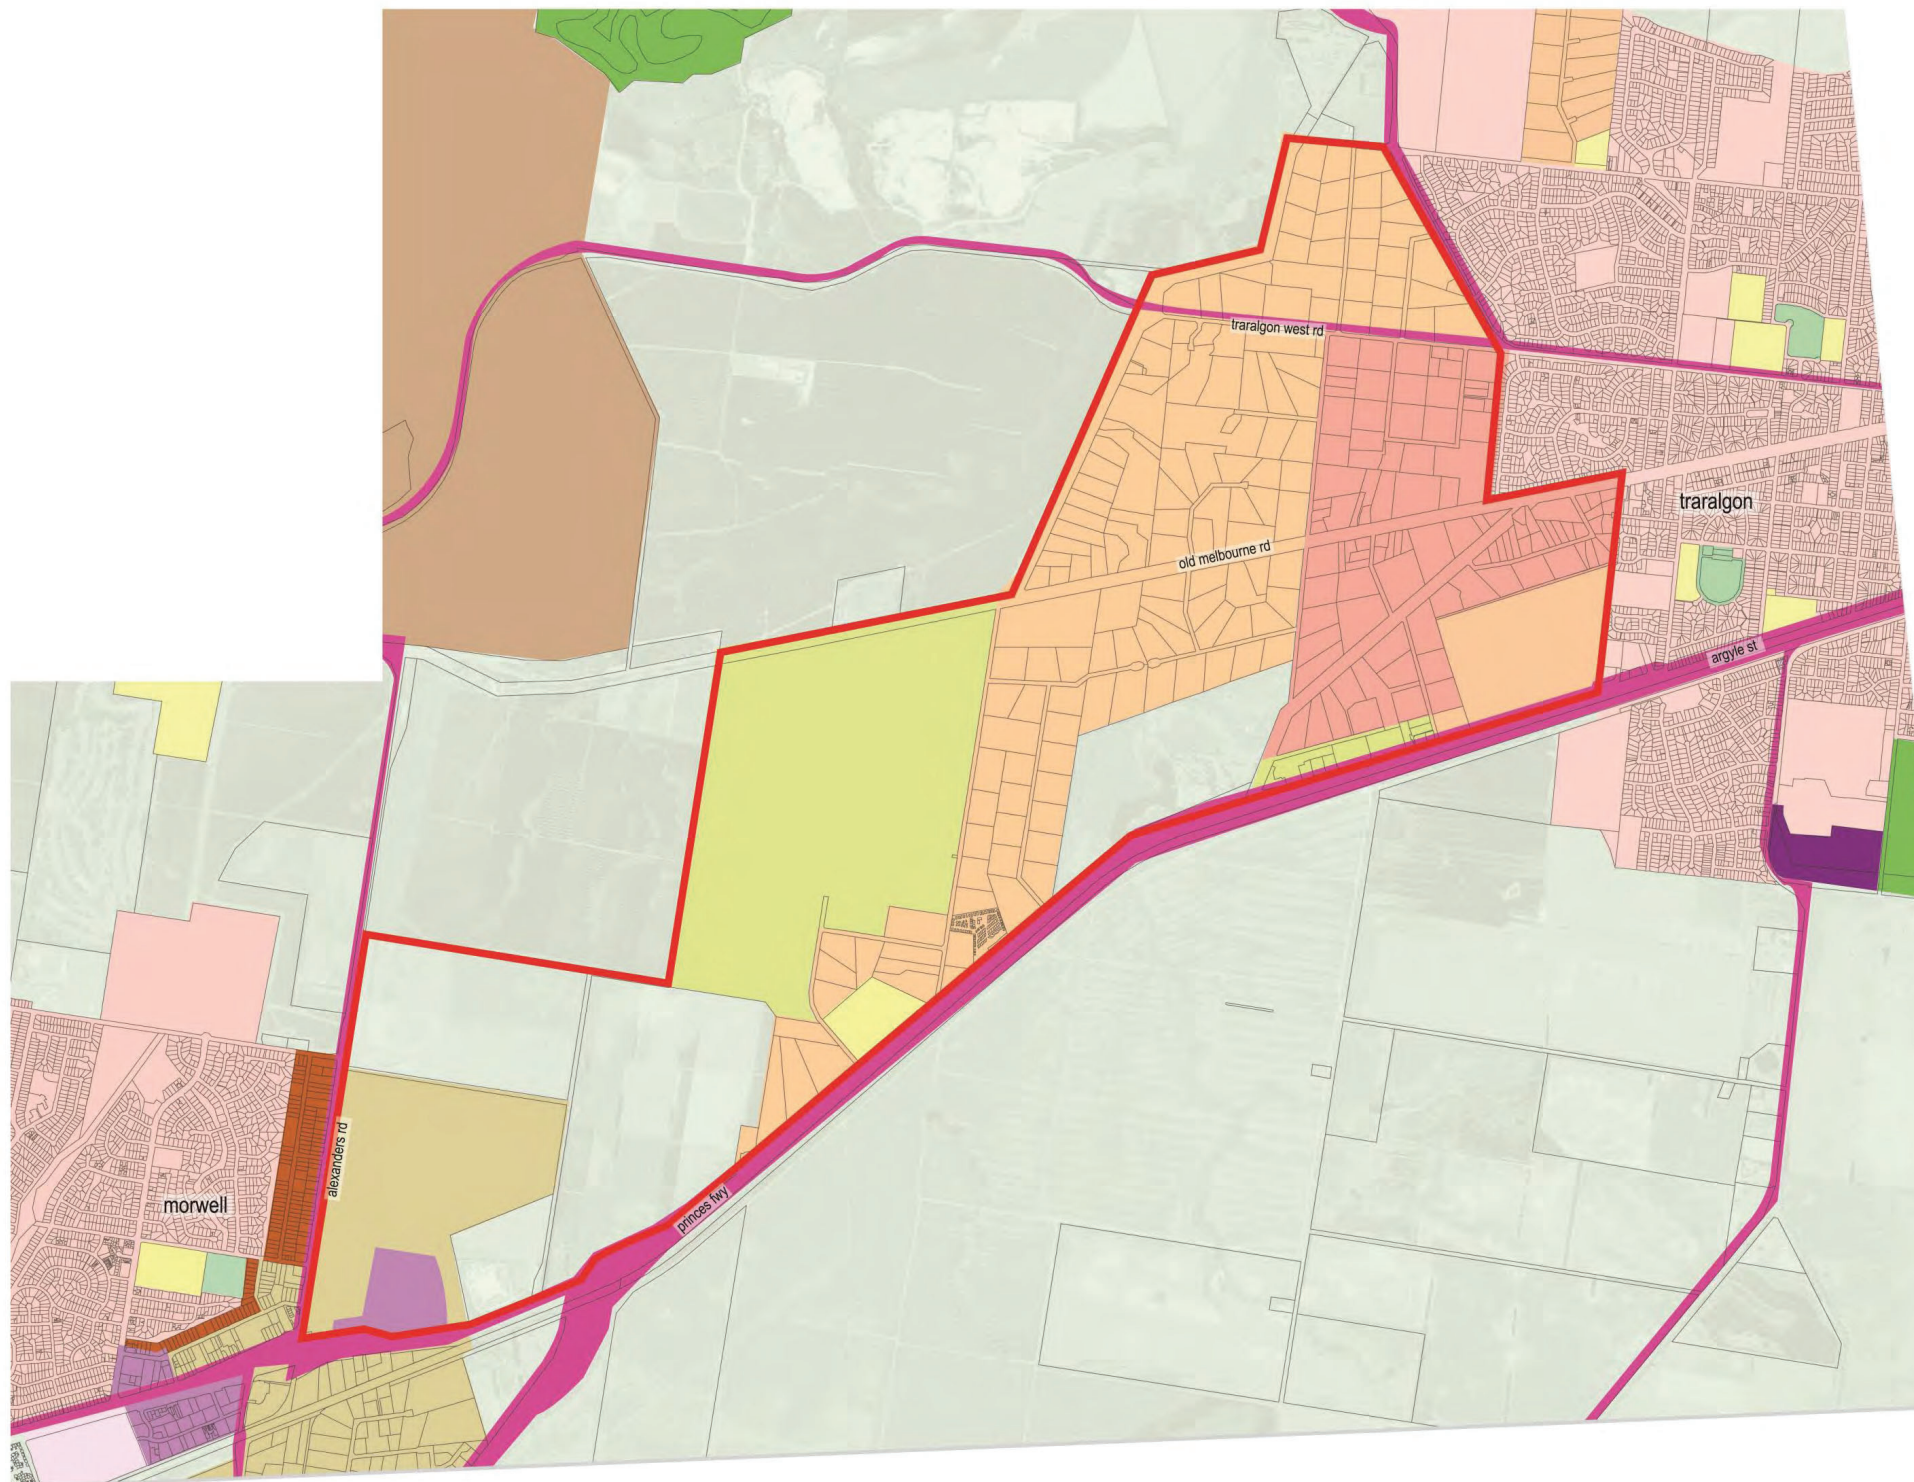 traralgon west rd
traralgon
old melbourne rd
argyle st
alexanders rd
morwell
princes fwy